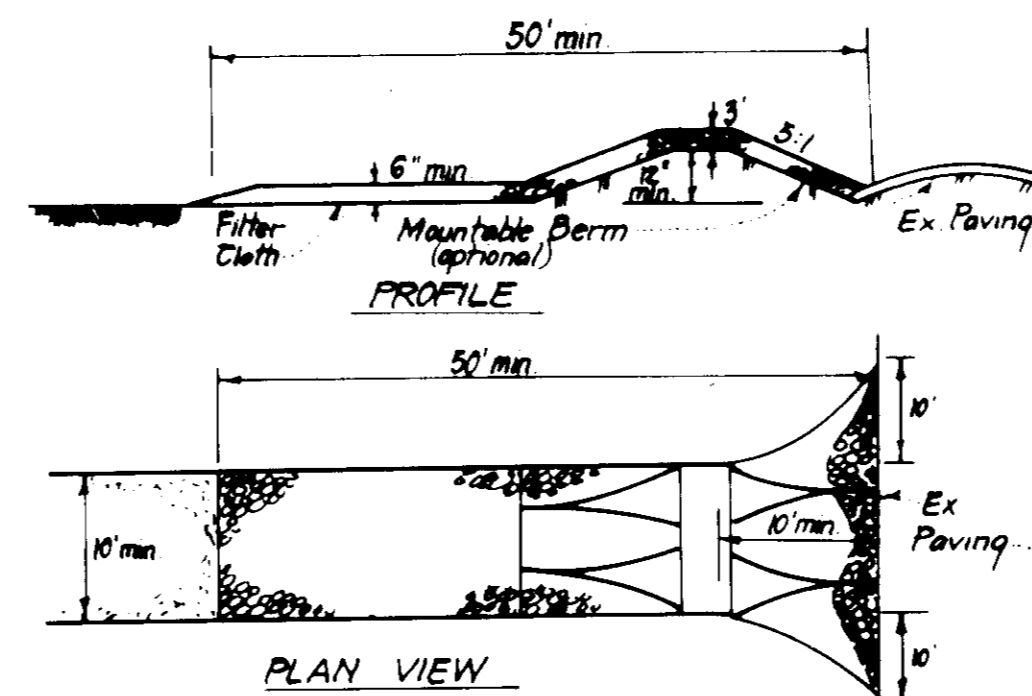 50' min.
3'
5:1
6" min
12"
min.
Filter
Cloth
Mountable Berm
(optional)
Ex. Paving
PROFILE
50' min.
10'
10' min
10' min.
Ex
Paving
10'
PLAN VIEW